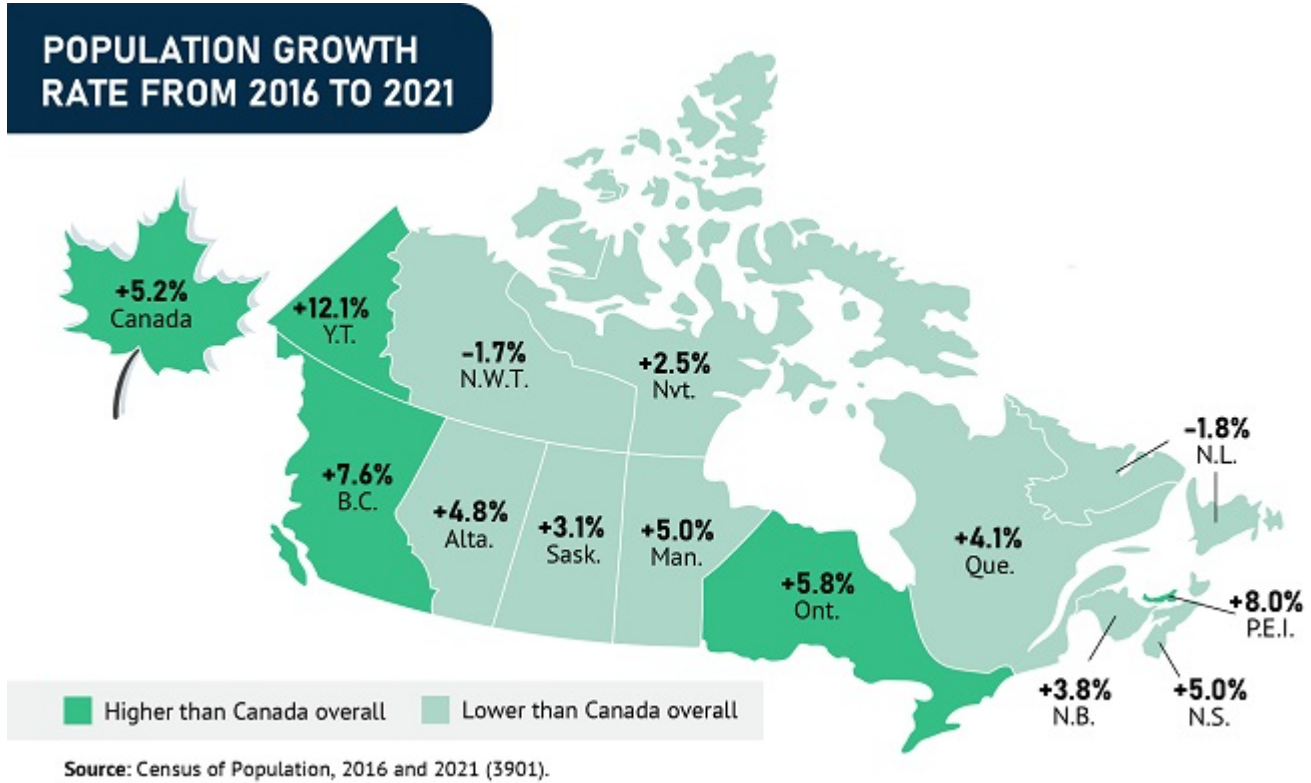 POPULATION GROWTH
RATE FROM 2016 TO 2021
+5.2%
Canada
+12.1%
Y.T.
-1.7%
N.W.T.
+2.5%
Nvt.
-1.8%
N.L.
+7.6%
B.C.
+4.8%
Alta.
+3.1%
Sask.
+5.0%
Man.
+5.8%
Ont.
+4.1%
Que.
+8.0%
P.E.I.
+3.8%
N.B.
+5.0%
N.S.
Higher than Canada overall
Lower than Canada overall
Source: Census of Population, 2016 and 2021 (3901).